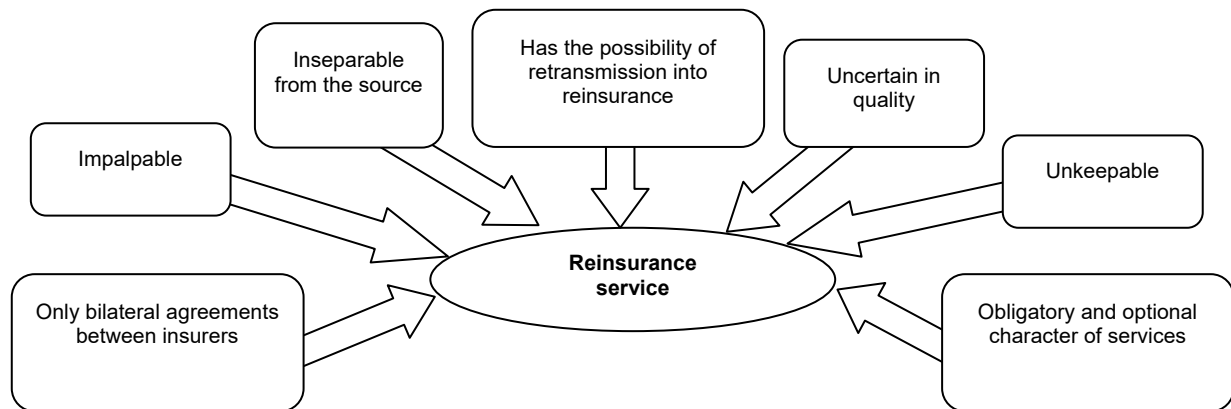 Inseparable
from the source
Has the possibility of
retransmission into
reinsurance
Uncertain in
quality
Impalpable
Unkeepable
Reinsurance
service
Only bilateral agreements
between insurers
Obligatory and optional
character of services